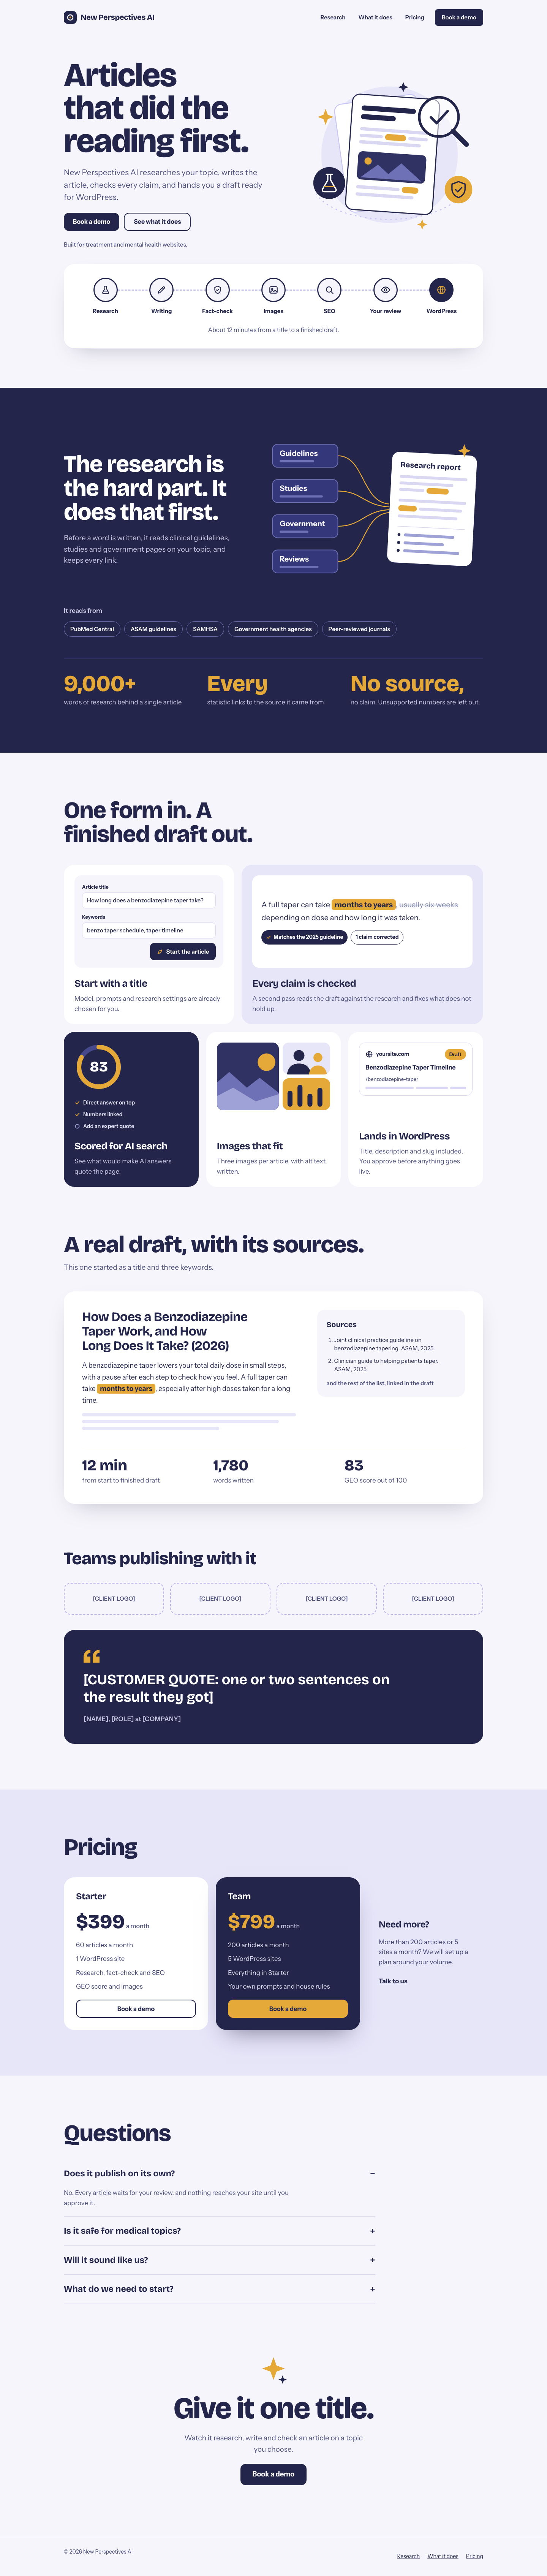 New Perspectives AI
Research
What it does
Pricing
Book a demo
Articles
that did the
reading first.
New Perspectives AI researches your topic, writes the
article, checks every claim, and hands you a draft ready
for WordPress.
Book a demo
See what it does
Built for treatment and mental health websites.
Research
Writing
Fact-check
Images
SEO
Your review
WordPress
About 12 minutes from a title to a finished draft.
The research is
the hard part. It
does that first.
Before a word is written, it reads clinical guidelines,
studies and government pages on your topic, and
keeps every link.
Guidelines
Studies
Government
Reviews
Research report
It reads from
PubMed Central
ASAM guidelines
SAMHSA
Government health agencies
Peer-reviewed journals
9,000+
words of research behind a single article
Every
statistic links to the source it came from
No source,
no claim. Unsupported numbers are left out.
One form in. A
finished draft out.
Article title
How long does a benzodiazepine taper take?
Keywords
benzo taper schedule, taper timeline
Start the article
Start with a title
Model, prompts and research settings are already
chosen for you.
A full taper can take months to years, usually six weeks
depending on dose and how long it was taken.
Matches the 2025 guideline
1 claim corrected
Every claim is checked
A second pass reads the draft against the research and fixes what does not
hold up.
83
Direct answer on top
Numbers linked
Add an expert quote
Scored for AI search
See what would make AI answers
quote the page.
Images that fit
Three images per article, with alt text
written.
yoursite.com
Draft
Benzodiazepine Taper Timeline
/benzodiazepine-taper
Lands in WordPress
Title, description and slug included.
You approve before anything goes
live.
A real draft, with its sources.
This one started as a title and three keywords.
How Does a Benzodiazepine
Taper Work, and How
Long Does It Take? (2026)
A benzodiazepine taper lowers your total daily dose in small steps,
with a pause after each step to check how you feel. A full taper can
take months to years, especially after high doses taken for a long
time.
Sources
1. Joint clinical practice guideline on
benzodiazepine tapering. ASAM, 2025.
2. Clinician guide to helping patients taper.
ASAM, 2025.
and the rest of the list, linked in the draft
12 min
from start to finished draft
1,780
words written
83
GEO score out of 100
Teams publishing with it
[CLIENT LOGO]
[CLIENT LOGO]
[CLIENT LOGO]
[CLIENT LOGO]
[CUSTOMER QUOTE: one or two sentences on
the result they got]
[NAME], [ROLE] at [COMPANY]
Pricing
Starter
$399 a month
60 articles a month
1 WordPress site
Research, fact-check and SEO
GEO score and images
Book a demo
Team
$799 a month
200 articles a month
5 WordPress sites
Everything in Starter
Your own prompts and house rules
Book a demo
Need more?
More than 200 articles or 5
sites a month? We will set up a
plan around your volume.
Talk to us
Questions
Does it publish on its own?
−
No. Every article waits for your review, and nothing reaches your site until you
approve it.
Is it safe for medical topics?
+
Will it sound like us?
+
What do we need to start?
+
Give it one title.
Watch it research, write and check an article on a topic
you choose.
Book a demo
© 2026 New Perspectives AI
Research
What it does
Pricing